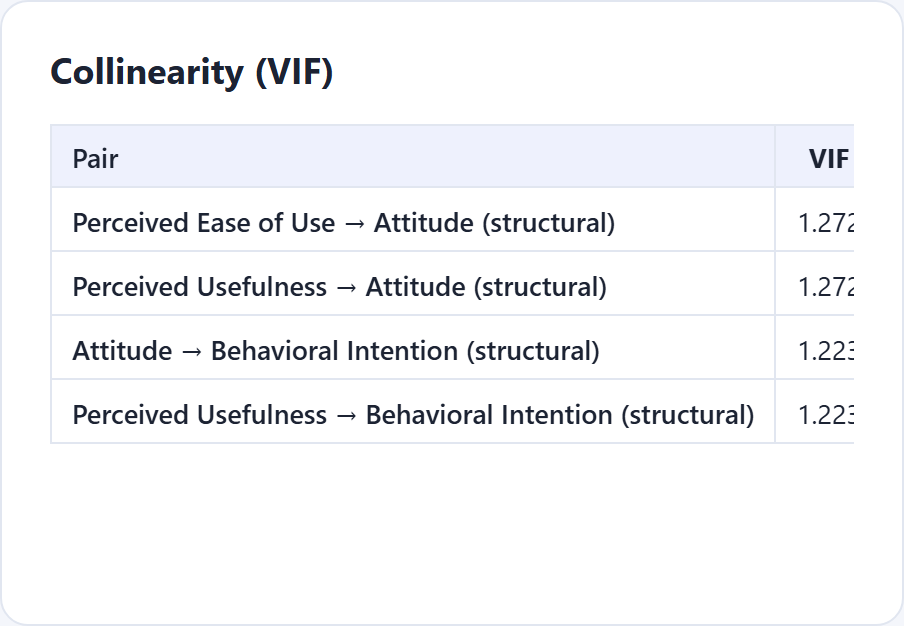 Collinearity (VIF)
Pair VIF
Perceived Ease of Use → Attitude (structural) 1.272
Perceived Usefulness → Attitude (structural) 1.272
Attitude → Behavioral Intention (structural) 1.223
Perceived Usefulness → Behavioral Intention (structural) 1.223